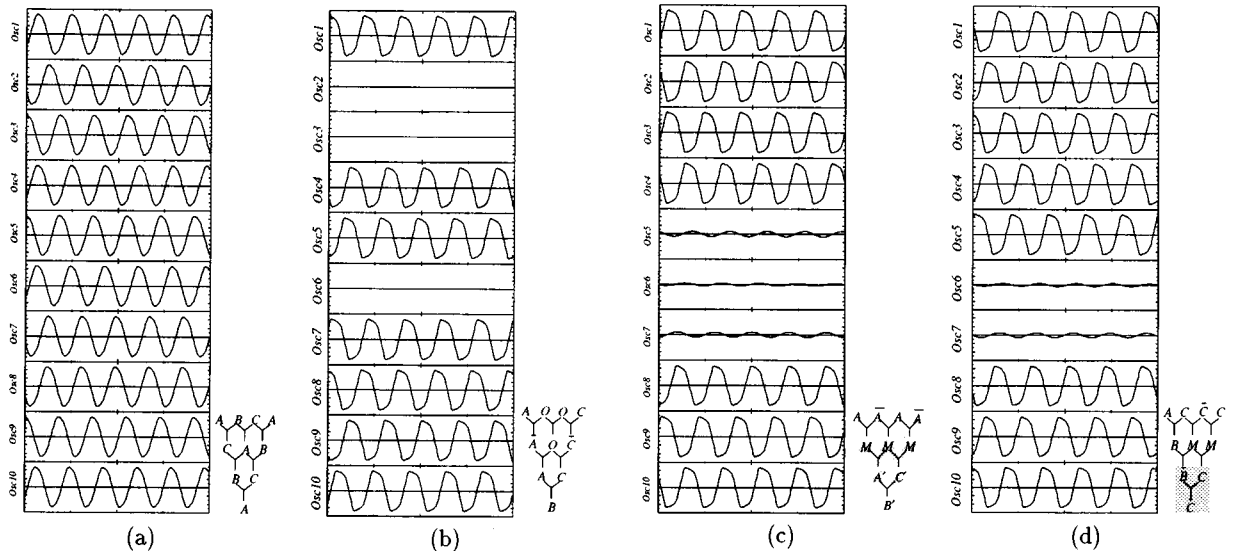 Osc1
Osc2
Osc3
Osc4
Osc5
Osc6
Osc7
Osc8
Osc9
Osc10
A B C A
C A B
B C
A
(a)
Osc1
Osc2
Osc3
Osc4
Osc5
Osc6
Osc7
Osc8
Osc9
Osc10
A O O C
A̅ O C̅
A C
B
(b)
Osc1
Osc2
Osc3
Osc4
Osc5
Osc6
Osc7
Osc8
Osc9
Osc10
A A̅ A A̅
M M M
A' C'
B'
(c)
Osc1
Osc2
Osc3
Osc4
Osc5
Osc6
Osc7
Osc8
Osc9
Osc10
A C C̅ C
B M M
B̅ C
C
(d)